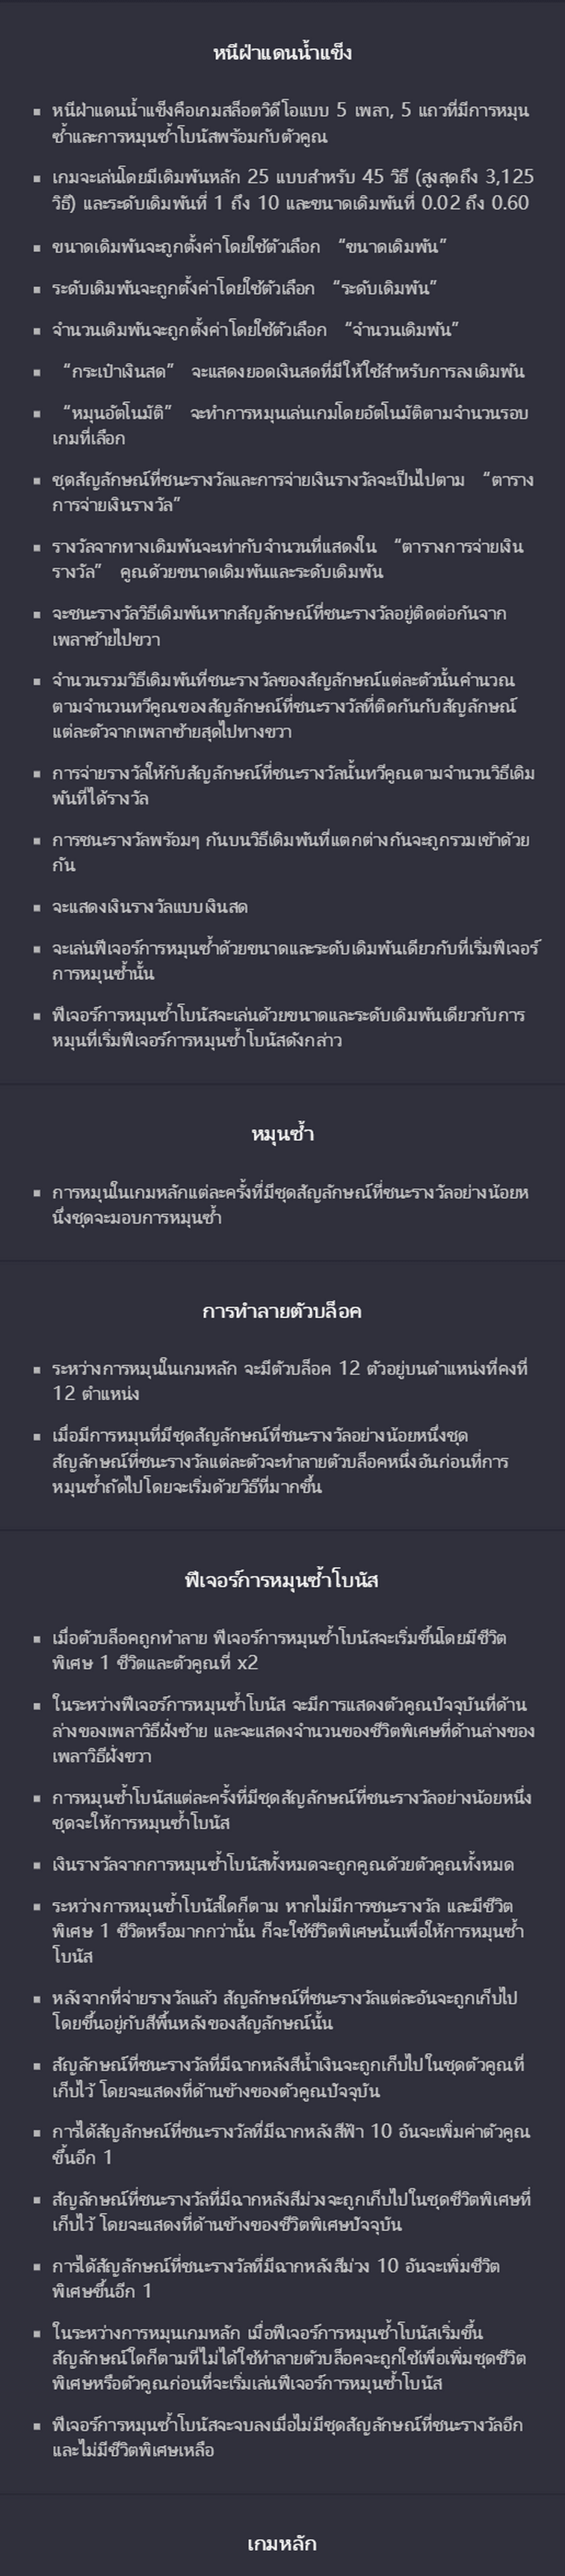 หนีฝ่าแดนน้ำแข็ง
▪ หนีฝ่าแดนน้ำแข็งคือเกมสล็อตวิดีโอแบบ 5 เพลา, 5 แถวที่มีการหมุน
ซ้ำและการหมุนซ้ำโบนัสพร้อมกับตัวคูณ
▪ เกมจะเล่นโดยมีเดิมพันหลัก 25 แบบสำหรับ 45 วิธี (สูงสุดถึง 3,125
วิธี) และระดับเดิมพันที่ 1 ถึง 10 และขนาดเดิมพันที่ 0.02 ถึง 0.60
▪ ขนาดเดิมพันจะถูกตั้งค่าโดยใช้ตัวเลือก “ขนาดเดิมพัน”
▪ ระดับเดิมพันจะถูกตั้งค่าโดยใช้ตัวเลือก “ระดับเดิมพัน”
▪ จำนวนเดิมพันจะถูกตั้งค่าโดยใช้ตัวเลือก “จำนวนเดิมพัน”
▪ “กระเป๋าเงินสด” จะแสดงยอดเงินสดที่มีให้ใช้สำหรับการลงเดิมพัน
▪ “หมุนอัตโนมัติ” จะทำการหมุนเล่นเกมโดยอัตโนมัติตามจำนวนรอบ
เกมที่เลือก
▪ ชุดสัญลักษณ์ที่ชนะรางวัลและการจ่ายเงินรางวัลจะเป็นไปตาม “ตาราง
การจ่ายเงินรางวัล”
▪ รางวัลจากทางเดิมพันจะเท่ากับจำนวนที่แสดงใน “ตารางการจ่ายเงิน
รางวัล” คูณด้วยขนาดเดิมพันและระดับเดิมพัน
▪ จะชนะรางวัลวิธีเดิมพันหากสัญลักษณ์ที่ชนะรางวัลอยู่ติดต่อกันจาก
เพลาซ้ายไปขวา
▪ จำนวนรวมวิธีเดิมพันที่ชนะรางวัลของสัญลักษณ์แต่ละตัวนั้นคำนวณ
ตามจำนวนทวีคูณของสัญลักษณ์ที่ชนะรางวัลที่ติดกันกับสัญลักษณ์
แต่ละตัวจากเพลาซ้ายสุดไปทางขวา
▪ การจ่ายรางวัลให้กับสัญลักษณ์ที่ชนะรางวัลนั้นทวีคูณตามจำนวนวิธีเดิม
พันที่ได้รางวัล
▪ การชนะรางวัลพร้อมๆ กันบนวิธีเดิมพันที่แตกต่างกันจะถูกรวมเข้าด้วย
กัน
▪ จะแสดงเงินรางวัลแบบเงินสด
▪ จะเล่นฟีเจอร์การหมุนซ้ำด้วยขนาดและระดับเดิมพันเดียวกับที่เริ่มฟีเจอร์
การหมุนซ้ำนั้น
▪ ฟีเจอร์การหมุนซ้ำโบนัสจะเล่นด้วยขนาดและระดับเดิมพันเดียวกับการ
หมุนที่เริ่มฟีเจอร์การหมุนซ้ำโบนัสดังกล่าว
หมุนซ้ำ
▪ การหมุนในเกมหลักแต่ละครั้งที่มีชุดสัญลักษณ์ที่ชนะรางวัลอย่างน้อยห
นึ่งชุดจะมอบการหมุนซ้ำ
การทำลายตัวบล็อค
▪ ระหว่างการหมุนในเกมหลัก จะมีตัวบล็อค 12 ตัวอยู่บนตำแหน่งที่คงที่
12 ตำแหน่ง
▪ เมื่อมีการหมุนที่มีชุดสัญลักษณ์ที่ชนะรางวัลอย่างน้อยหนึ่งชุด
สัญลักษณ์ที่ชนะรางวัลแต่ละตัวจะทำลายตัวบล็อคหนึ่งอันก่อนที่การ
หมุนซ้ำถัดไปโดยจะเริ่มด้วยวิธีที่มากขึ้น
ฟีเจอร์การหมุนซ้ำโบนัส
▪ เมื่อตัวบล็อคถูกทำลาย ฟีเจอร์การหมุนซ้ำโบนัสจะเริ่มขึ้นโดยมีชีวิต
พิเศษ 1 ชีวิตและตัวคูณที่ x2
▪ ในระหว่างฟีเจอร์การหมุนซ้ำโบนัส จะมีการแสดงตัวคูณปัจจุบันที่ด้าน
ล่างของเพลาวิธีฝั่งซ้าย และจะแสดงจำนวนของชีวิตพิเศษที่ด้านล่างของ
เพลาวิธีฝั่งขวา
▪ การหมุนซ้ำโบนัสแต่ละครั้งที่มีชุดสัญลักษณ์ที่ชนะรางวัลอย่างน้อยหนึ่ง
ชุดจะให้การหมุนซ้ำโบนัส
▪ เงินรางวัลจากการหมุนซ้ำโบนัสทั้งหมดจะถูกคูณด้วยตัวคูณทั้งหมด
▪ ระหว่างการหมุนซ้ำโบนัสใดก็ตาม หากไม่มีการชนะรางวัล และมีชีวิต
พิเศษ 1 ชีวิตหรือมากกว่านั้น ก็จะใช้ชีวิตพิเศษนั้นเพื่อให้การหมุนซ้ำ
โบนัส
▪ หลังจากที่จ่ายรางวัลแล้ว สัญลักษณ์ที่ชนะรางวัลแต่ละอันจะถูกเก็บไป
โดยขึ้นอยู่กับสีพื้นหลังของสัญลักษณ์นั้น
▪ สัญลักษณ์ที่ชนะรางวัลที่มีฉากหลังสีน้ำเงินจะถูกเก็บไปในชุดตัวคูณที่
เก็บไว้ โดยจะแสดงที่ด้านข้างของตัวคูณปัจจุบัน
▪ การได้สัญลักษณ์ที่ชนะรางวัลที่มีฉากหลังสีฟ้า 10 อันจะเพิ่มค่าตัวคูณ
ขึ้นอีก 1
▪ สัญลักษณ์ที่ชนะรางวัลที่มีฉากหลังสีม่วงจะถูกเก็บไปในชุดชีวิตพิเศษที่
เก็บไว้ โดยจะแสดงที่ด้านข้างของชีวิตพิเศษปัจจุบัน
▪ การได้สัญลักษณ์ที่ชนะรางวัลที่มีฉากหลังสีม่วง 10 อันจะเพิ่มชีวิต
พิเศษขึ้นอีก 1
▪ ในระหว่างการหมุนเกมหลัก เมื่อฟีเจอร์การหมุนซ้ำโบนัสเริ่มขึ้น
สัญลักษณ์ใดก็ตามที่ไม่ได้ใช้ทำลายตัวบล็อคจะถูกใช้เพื่อเพิ่มชุดชีวิต
พิเศษหรือตัวคูณก่อนที่จะเริ่มเล่นฟีเจอร์การหมุนซ้ำโบนัส
▪ ฟีเจอร์การหมุนซ้ำโบนัสจะจบลงเมื่อไม่มีชุดสัญลักษณ์ที่ชนะรางวัลอีก
และไม่มีชีวิตพิเศษเหลือ
เกมหลัก